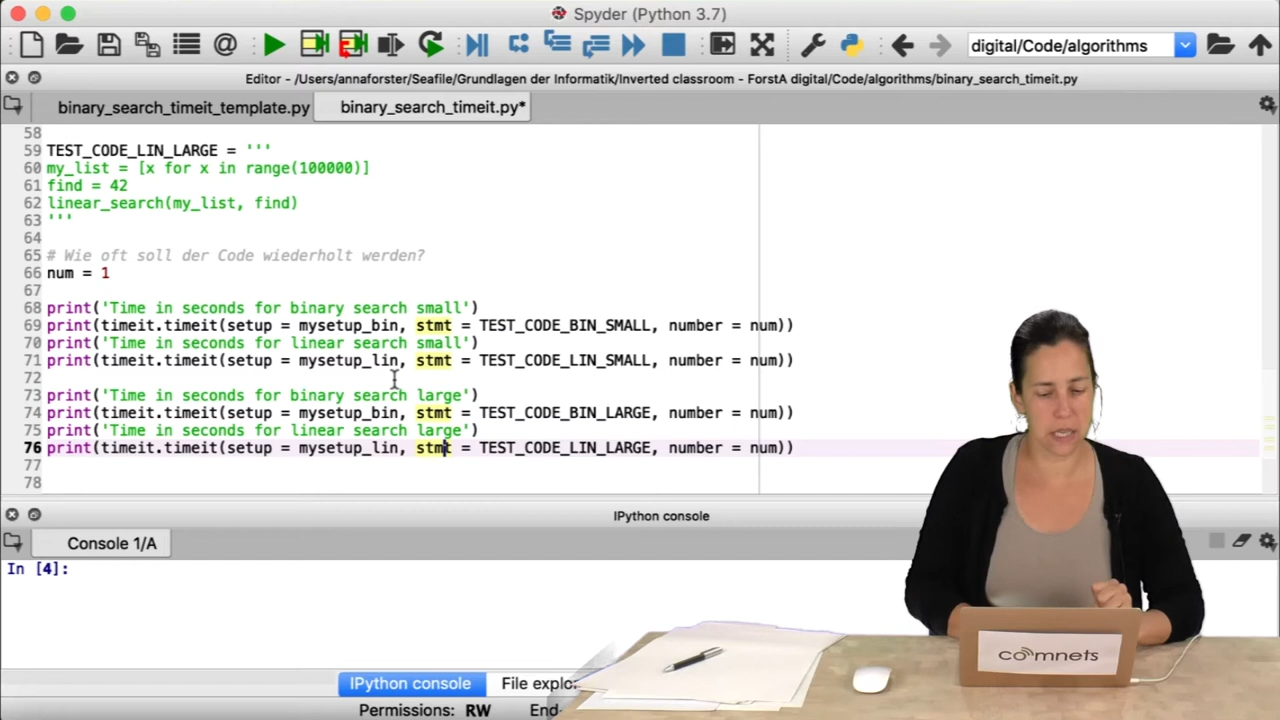 Spyder (Python 3.7)
digital/Code/algorithms
Editor - /Users/annaforster/Seafile/Grundlagen der Informatik/Inverted classroom - ForstA digital/Code/algorithms/binary_search_timeit.py
binary_search_timeit_template.py
binary_search_timeit.py*
58
59 TEST_CODE_LIN_LARGE = '''
60 my_list = [x for x in range(100000)]
61 find = 42
62 linear_search(my_list, find)
63 '''
64
65 # Wie oft soll der Code wiederholt werden?
66 num = 1
67
68 print('Time in seconds for binary search small')
69 print(timeit.timeit(setup = mysetup_bin, stmt = TEST_CODE_BIN_SMALL, number = num))
70 print('Time in seconds for linear search small')
71 print(timeit.timeit(setup = mysetup_lin, stmt = TEST_CODE_LIN_SMALL, number = num))
72
73 print('Time in seconds for binary search large')
74 print(timeit.timeit(setup = mysetup_bin, stmt = TEST_CODE_BIN_LARGE, number = num))
75 print('Time in seconds for linear search large')
76 print(timeit.timeit(setup = mysetup_lin, stmt = TEST_CODE_LIN_LARGE, number = num))
77
78
IPython console
Console 1/A
In [4]:
comnets
IPython console
File explo
Permissions: RW End-